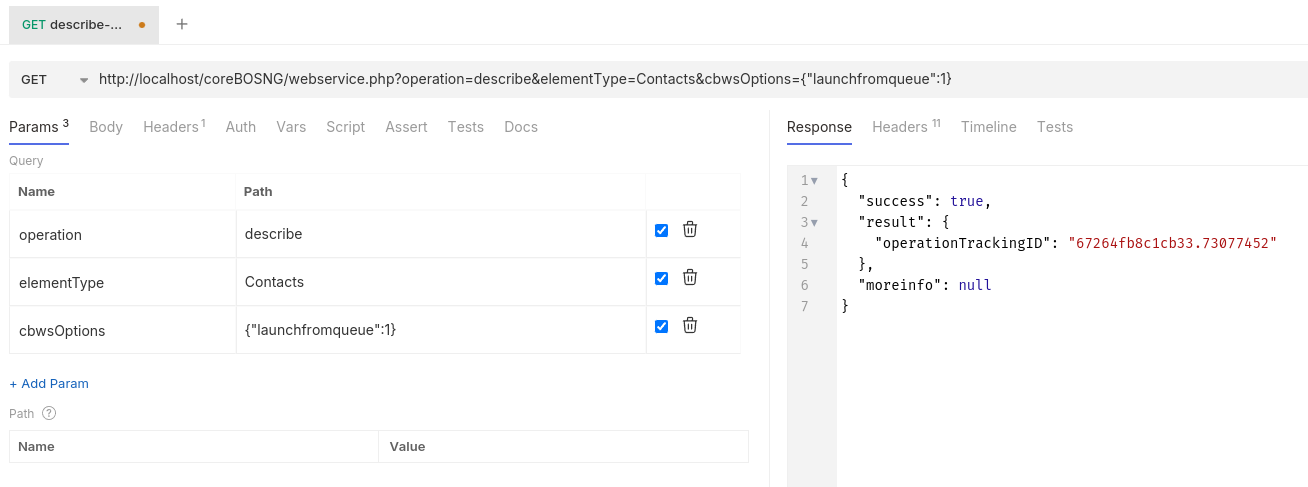 GET describe-...
+
GET http://localhost/coreBOSNG/webservice.php?operation=describe&elementType=Contacts&cbwsOptions={"launchfromqueue":1}
Params 3 Body Headers 1 Auth Vars Script Assert Tests Docs
Query
Name Path
operation describe
elementType Contacts
cbwsOptions {"launchfromqueue":1}
+ Add Param
Path ?
Name Value
Response Headers 11 Timeline Tests
1 {
2 "success": true,
3 "result": {
4 "operationTrackingID": "67264fb8c1cb33.73077452"
5 },
6 "moreinfo": null
7 }